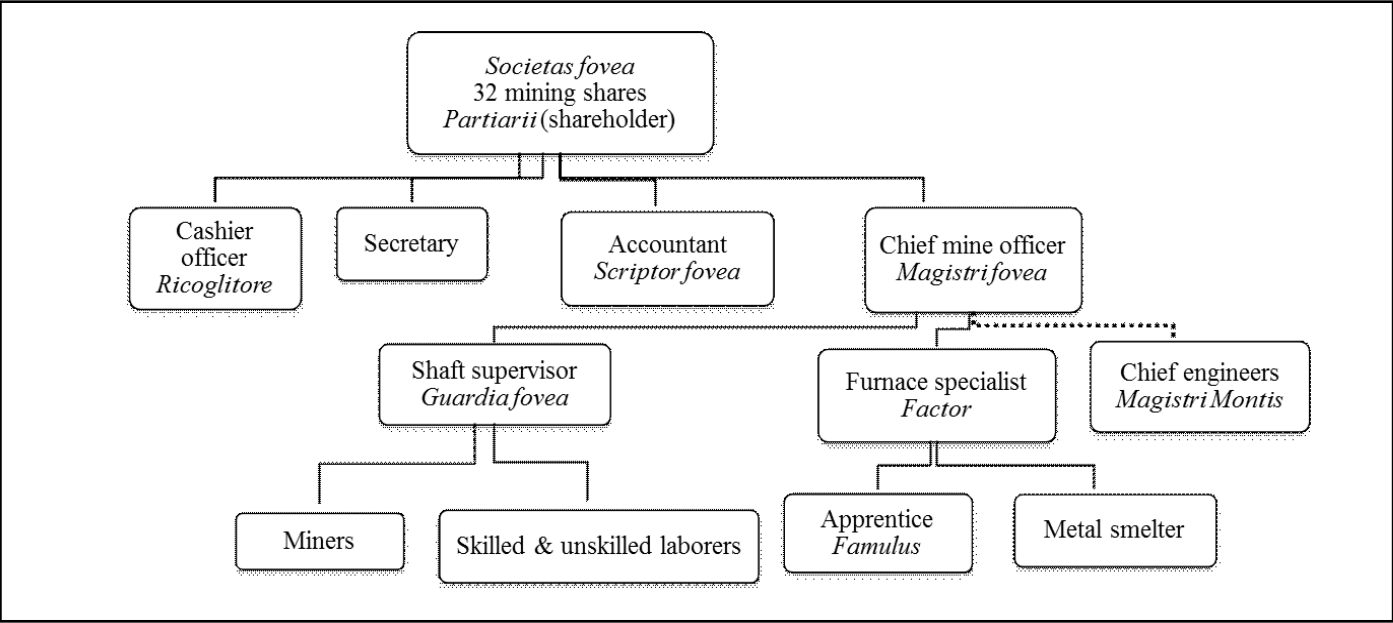 Societas fovea
32 mining shares
Partiarii (shareholder)
Cashier
officer
Ricoglitore
Secretary
Accountant
Scriptor fovea
Chief mine officer
Magistri fovea
Shaft supervisor
Guardia fovea
Furnace specialist
Factor
Chief engineers
Magistri Montis
Miners
Skilled & unskilled laborers
Apprentice
Famulus
Metal smelter